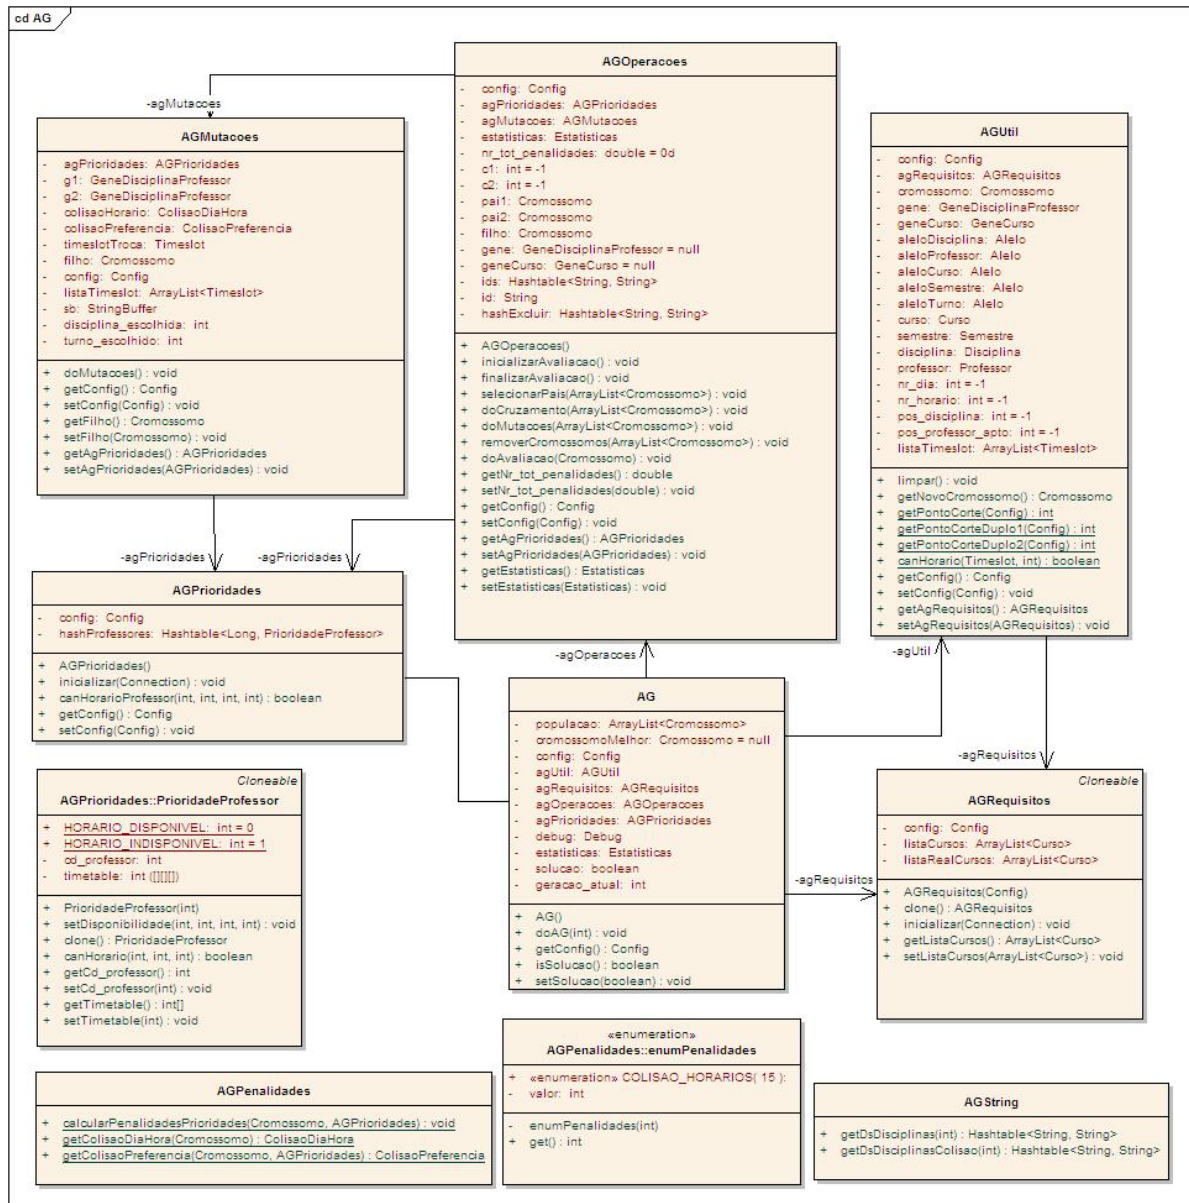 cd AG
AGOperacoes
- config: Config
- agPrioridades: AGPrioridades
- agMutacoes: AGMutacoes
- estatisticas: Estatisticas
- nr_tot_penalidades: double = 0d
- c1: int = -1
- c2: int = -1
- pai1: Cromossomo
- pai2: Cromossomo
- filho: Cromossomo
- gene: GeneDisciplinaProfessor = null
- geneCurso: GeneCurso = null
- ids: Hashtable<String, String>
- id: String
- hashExcluir: Hashtable<String, String>
+ AGOperacoes()
+ inicializarAvaliacao() : void
+ finalizarAvaliacao() : void
+ selecionarPais(ArrayList<Cromossomo>) : void
+ doCruzamento(ArrayList<Cromossomo>) : void
+ doMutacoes(ArrayList<Cromossomo>) : void
+ removerCromossomos(ArrayList<Cromossomo>) : void
+ doAvaliacao(Cromossomo) : void
+ getNr_tot_penalidades() : double
+ setNr_tot_penalidades(double) : void
+ getConfig() : Config
+ setConfig(Config) : void
+ getAgPrioridades() : AGPrioridades
+ setAgPrioridades(AGPrioridades) : void
+ getEstatisticas() : Estatisticas
+ setEstatisticas(Estatisticas) : void
-agMutacoes
AGMutacoes
- agPrioridades: AGPrioridades
- g1: GeneDisciplinaProfessor
- g2: GeneDisciplinaProfessor
- colisaoHorario: ColisaoDiaHora
- colisaoPreferencia: ColisaoPreferencia
- timeslotTroca: Timeslot
- filho: Cromossomo
- config: Config
- listaTimeslot: ArrayList<Timeslot>
- sb: StringBuffer
- disciplina_escolhida: int
- turno_escolhido: int
+ doMutacoes() : void
+ getConfig() : Config
+ setConfig(Config) : void
+ getFilho() : Cromossomo
+ setFilho(Cromossomo) : void
+ getAgPrioridades() : AGPrioridades
+ setAgPrioridades(AGPrioridades) : void
AGUtil
- config: Config
- agRequisitos: AGRequisitos
- cromossomo: Cromossomo
- gene: GeneDisciplinaProfessor
- geneCurso: GeneCurso
- aleloDisciplina: Alelo
- aleloProfessor: Alelo
- aleloCurso: Alelo
- aleloSemestre: Alelo
- aleloTurno: Alelo
- curso: Curso
- semestre: Semestre
- disciplina: Disciplina
- professor: Professor
- nr_dia: int = -1
- nr_horario: int = -1
- pos_disciplina: int = -1
- pos_professor_apto: int = -1
- listaTimeslot: ArrayList<Timeslot>
+ limpar() : void
+ getNovoCromossomo() : Cromossomo
+ getPontoCorte(Config) : int
+ getPontoCorteDuplo1(Config) : int
+ getPontoCorteDuplo2(Config) : int
+ canHorario(Timeslot, int) : boolean
+ getConfig() : Config
+ setConfig(Config) : void
+ getAgRequisitos() : AGRequisitos
+ setAgRequisitos(AGRequisitos) : void
-agPrioridades
-agPrioridades
-agOperacoes
-agUtil
AGPrioridades
- config: Config
- hashProfessores: Hashtable<Long, PrioridadeProfessor>
+ AGPrioridades()
+ inicializar(Connection) : void
+ canHorarioProfessor(int, int, int, int) : boolean
+ getConfig() : Config
+ setConfig(Config) : void
AG
- populacao: ArrayList<Cromossomo>
- cromossomoMelhor: Cromossomo = null
- config: Config
- agUtil: AGUtil
- agRequisitos: AGRequisitos
- agOperacoes: AGOperacoes
- agPrioridades: AGPrioridades
- debug: Debug
- estatisticas: Estatisticas
- solucao: boolean
- geracao_atual: int
+ AG()
+ doAG(int) : void
+ getConfig() : Config
+ isSolucao() : boolean
+ setSolucao(boolean) : void
-agRequisitos
-agRequisitos
Cloneable
AGPrioridades::PrioridadeProfessor
+ HORARIO_DISPONIVEL: int = 0
+ HORARIO_INDISPONIVEL: int = 1
- cd_professor: int
- timetable: int ([][][])
+ PrioridadeProfessor(int)
+ setDisponibilidade(int, int, int, int) : void
+ clone() : PrioridadeProfessor
+ canHorario(int, int, int) : boolean
+ getCd_professor() : int
+ setCd_professor(int) : void
+ getTimetable() : int[]
+ setTimetable(int) : void
Cloneable
AGRequisitos
- config: Config
- listaCursos: ArrayList<Curso>
- listaRealCursos: ArrayList<Curso>
+ AGRequisitos(Config)
+ clone() : AGRequisitos
+ inicializar(Connection) : void
+ getListaCursos() : ArrayList<Curso>
+ setListaCursos(ArrayList<Curso>) : void
AGPenalidades
+ calcularPenalidadesPrioridades(Cromossomo, AGPrioridades) : void
+ getColisaoDiaHora(Cromossomo) : ColisaoDiaHora
+ getColisaoPreferencia(Cromossomo, AGPrioridades) : ColisaoPreferencia
«enumeration»
AGPenalidades::enumPenalidades
+ «enumeration» COLISAO_HORARIOS( 15 ):
- valor: int
- enumPenalidades(int)
+ get() : int
AGString
+ getDsDisciplinas(int) : Hashtable<String, String>
+ getDsDisciplinasColisao(int) : Hashtable<String, String>